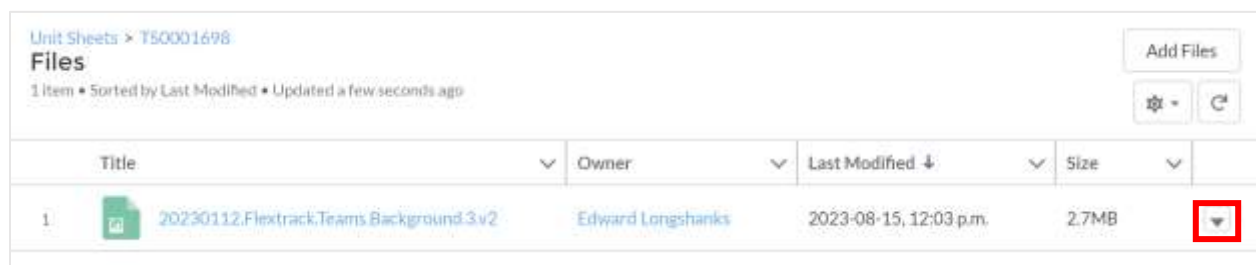 Unit Sheets > TS0001698
Files
Add Files
1 item • Sorted by Last Modified • Updated a few seconds ago
Title Owner Last Modified ↓ Size
1 20230112.Flextrack.Teams.Background.3.v2 Edward Longshanks 2023-08-15, 12:03 p.m. 2.7MB